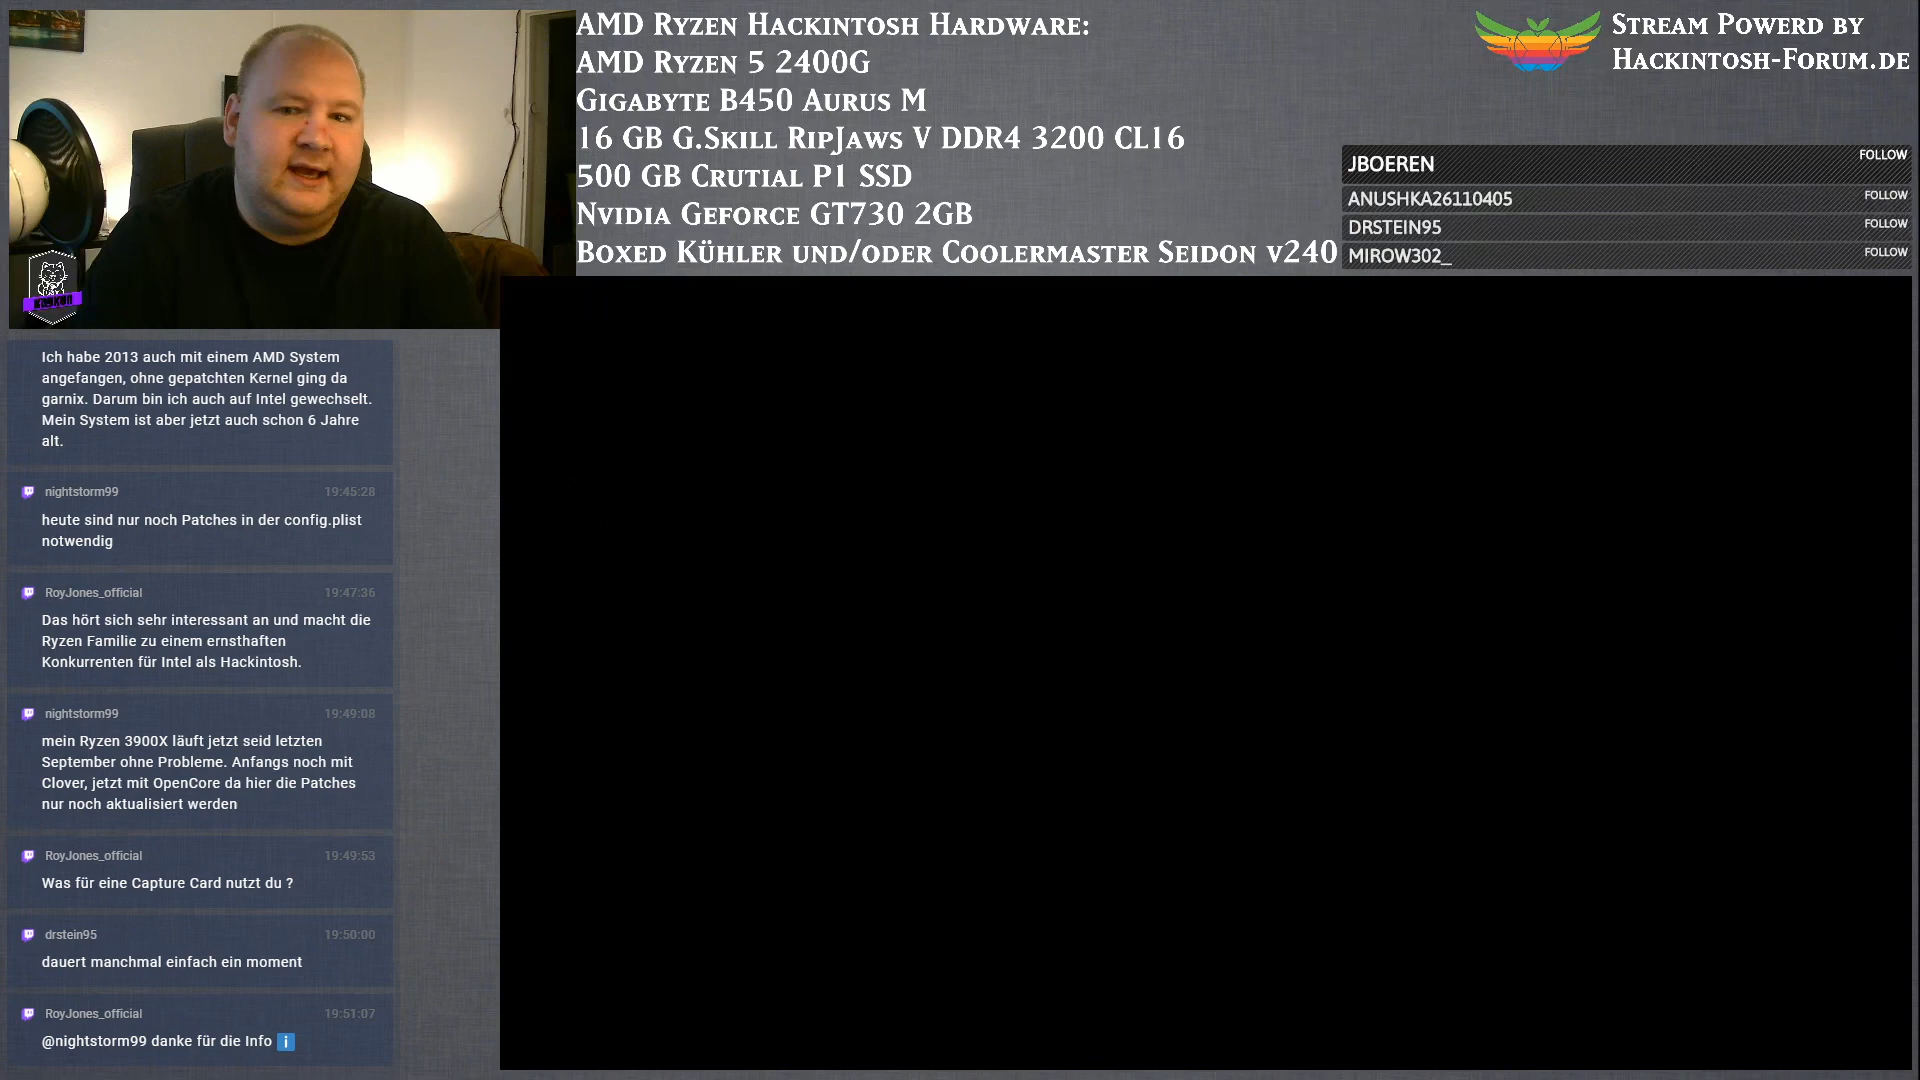 AMD Ryzen Hackintosh Hardware:
AMD Ryzen 5 2400G
Gigabyte B450 Aurus M
16 GB G.Skill RipJaws V DDR4 3200 CL16
500 GB Crutial P1 SSD
Nvidia Geforce GT730 2GB
Boxed Kühler und/oder Coolermaster Seidon v240
Stream Powerd by
Hackintosh-Forum.de
JBOEREN FOLLOW
ANUSHKA26110405 FOLLOW
DRSTEIN95 FOLLOW
MIROW302_ FOLLOW
Ich habe 2013 auch mit einem AMD System
angefangen, ohne gepatchten Kernel ging da
garnix. Darum bin ich auch auf Intel gewechselt.
Mein System ist aber jetzt auch schon 6 Jahre
alt.
nightstorm99 19:45:28
heute sind nur noch Patches in der config.plist
notwendig
RoyJones_official 19:47:36
Das hört sich sehr interessant an und macht die
Ryzen Familie zu einem ernsthaften
Konkurrenten für Intel als Hackintosh.
nightstorm99 19:49:08
mein Ryzen 3900X läuft jetzt seid letzten
September ohne Probleme. Anfangs noch mit
Clover, jetzt mit OpenCore da hier die Patches
nur noch aktualisiert werden
RoyJones_official 19:49:53
Was für eine Capture Card nutzt du ?
drstein95 19:50:00
dauert manchmal einfach ein moment
RoyJones_official 19:51:07
@nightstorm99 danke für die Info ℹ️